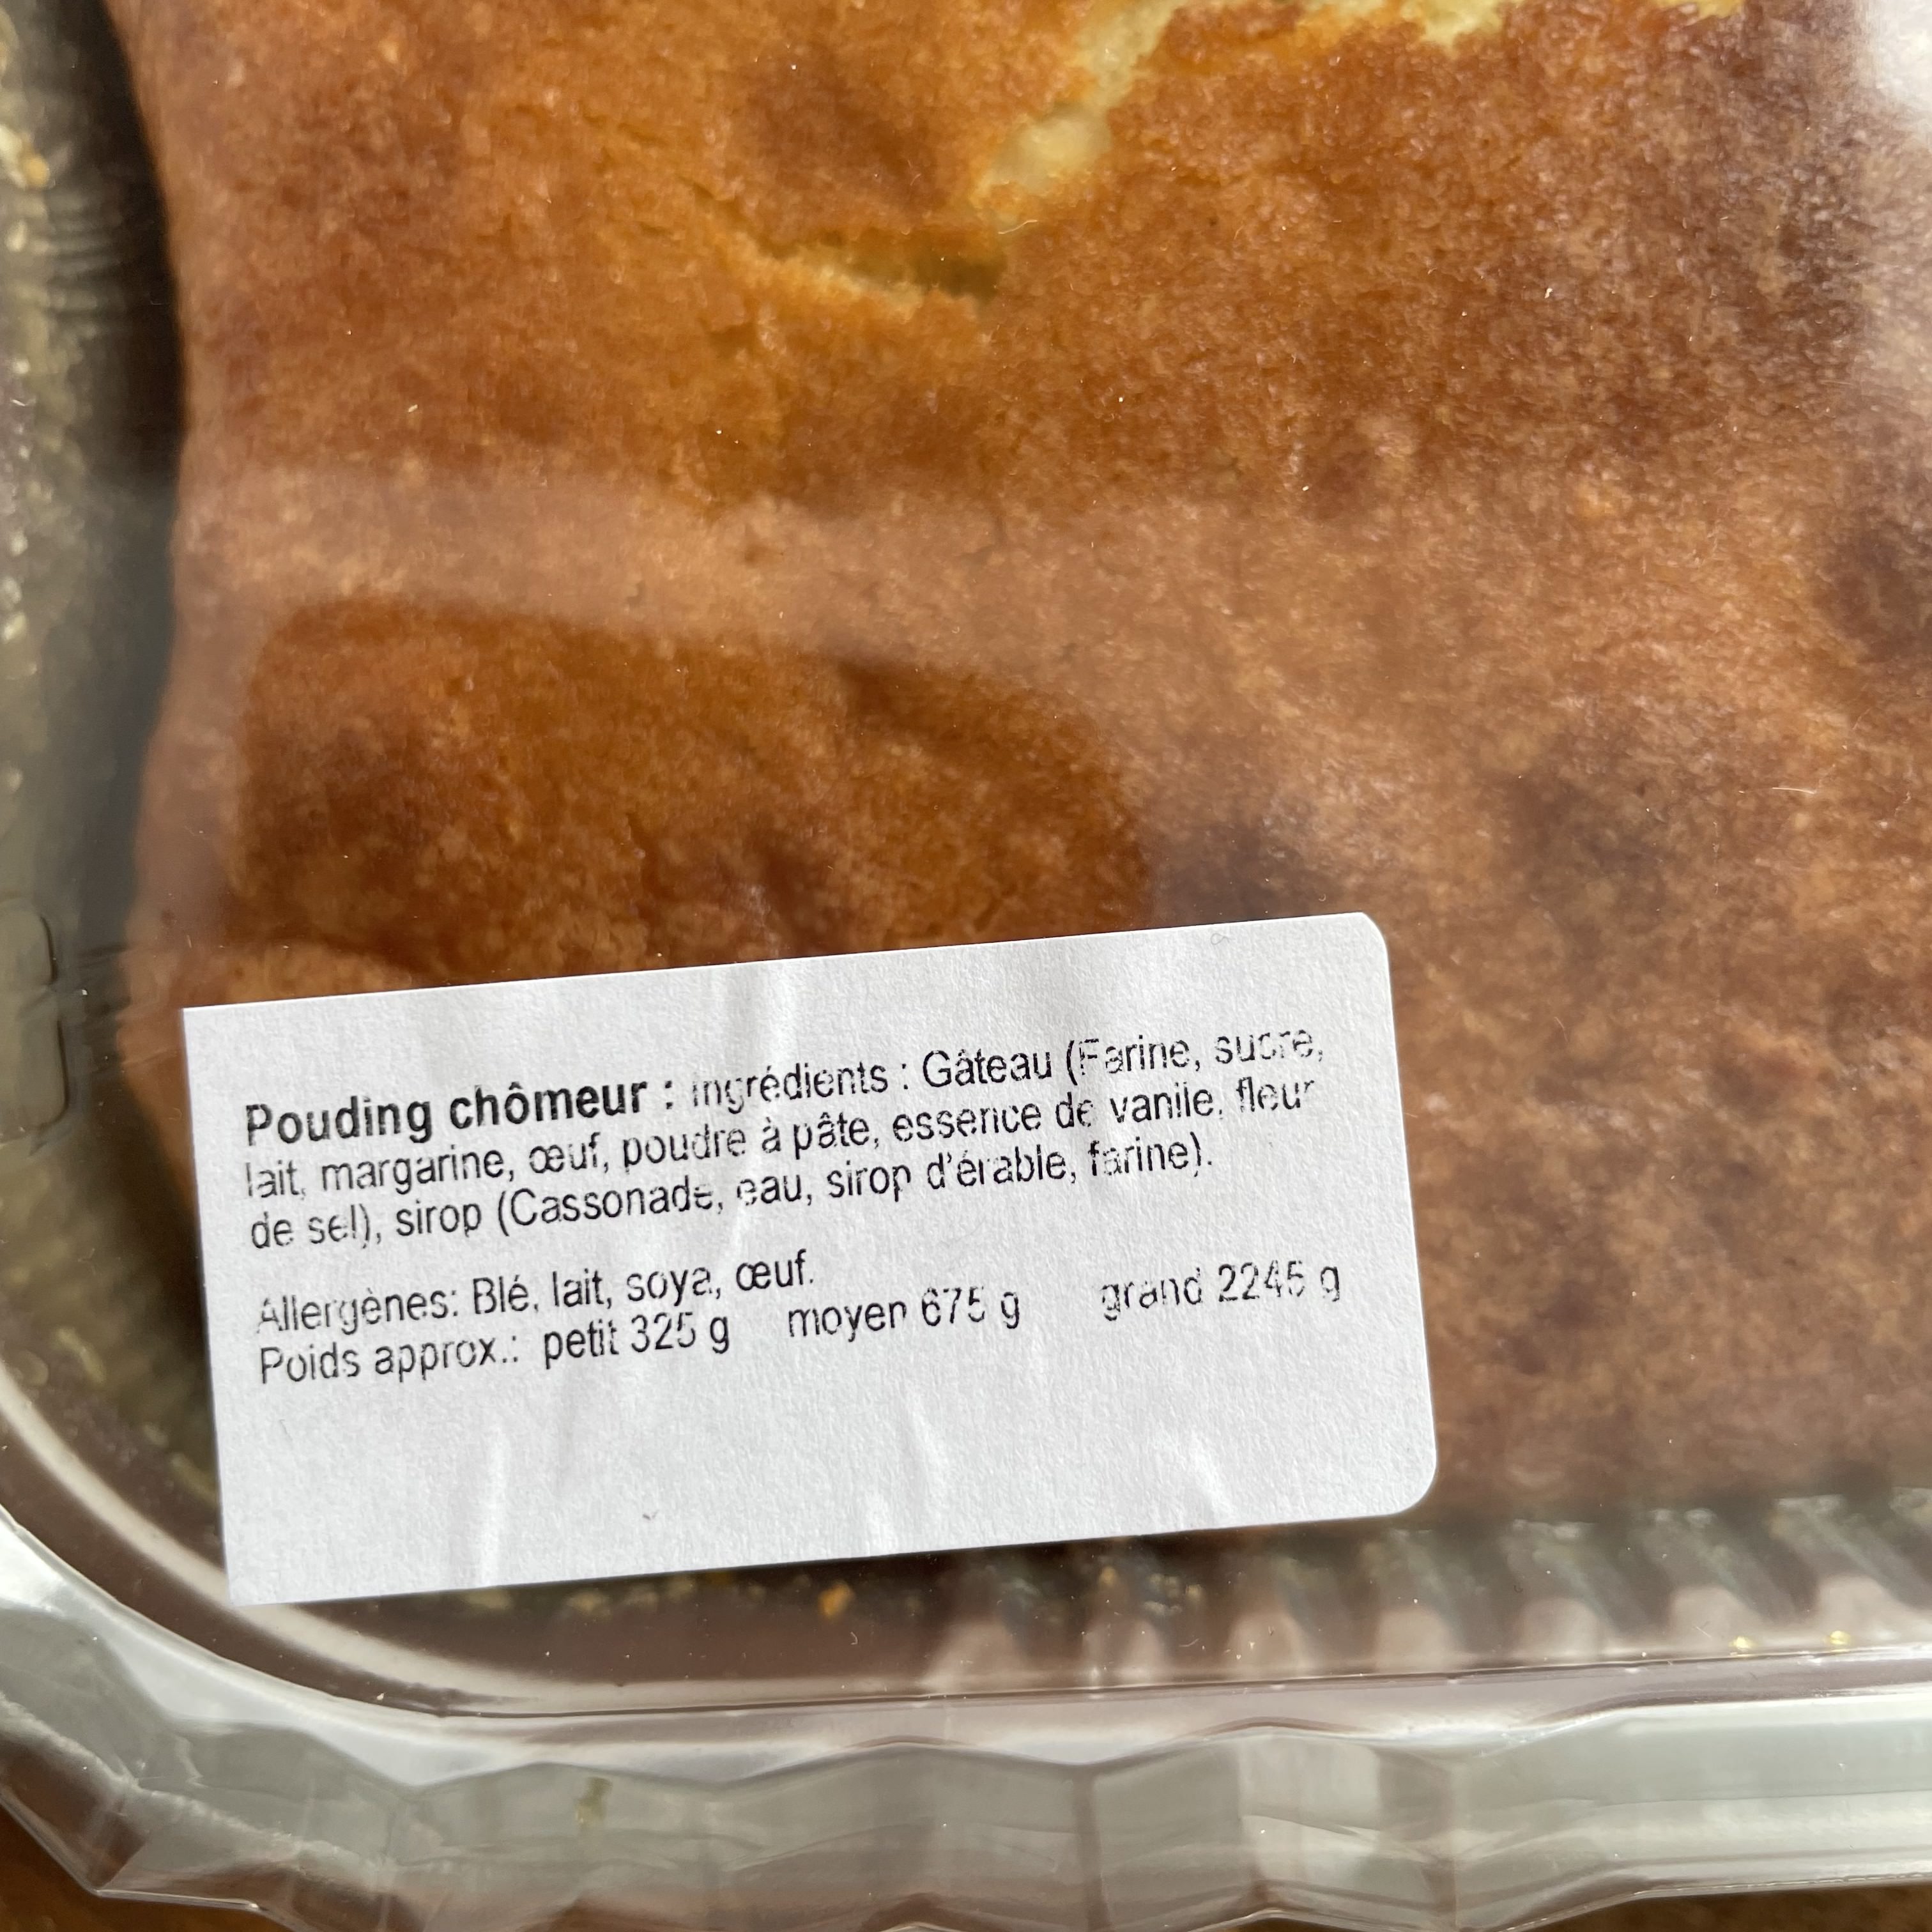 Pouding chômeur : Ingrédients : Gâteau (Farine, sucre,
lait, margarine, œuf, poudre à pâte, essence de vanille, fleur
de sel), sirop (Cassonade, eau, sirop d'érable, farine).
Allergènes: Blé, lait, soya, œuf.
Poids approx.: petit 325 g moyen 675 g grand 2245 g